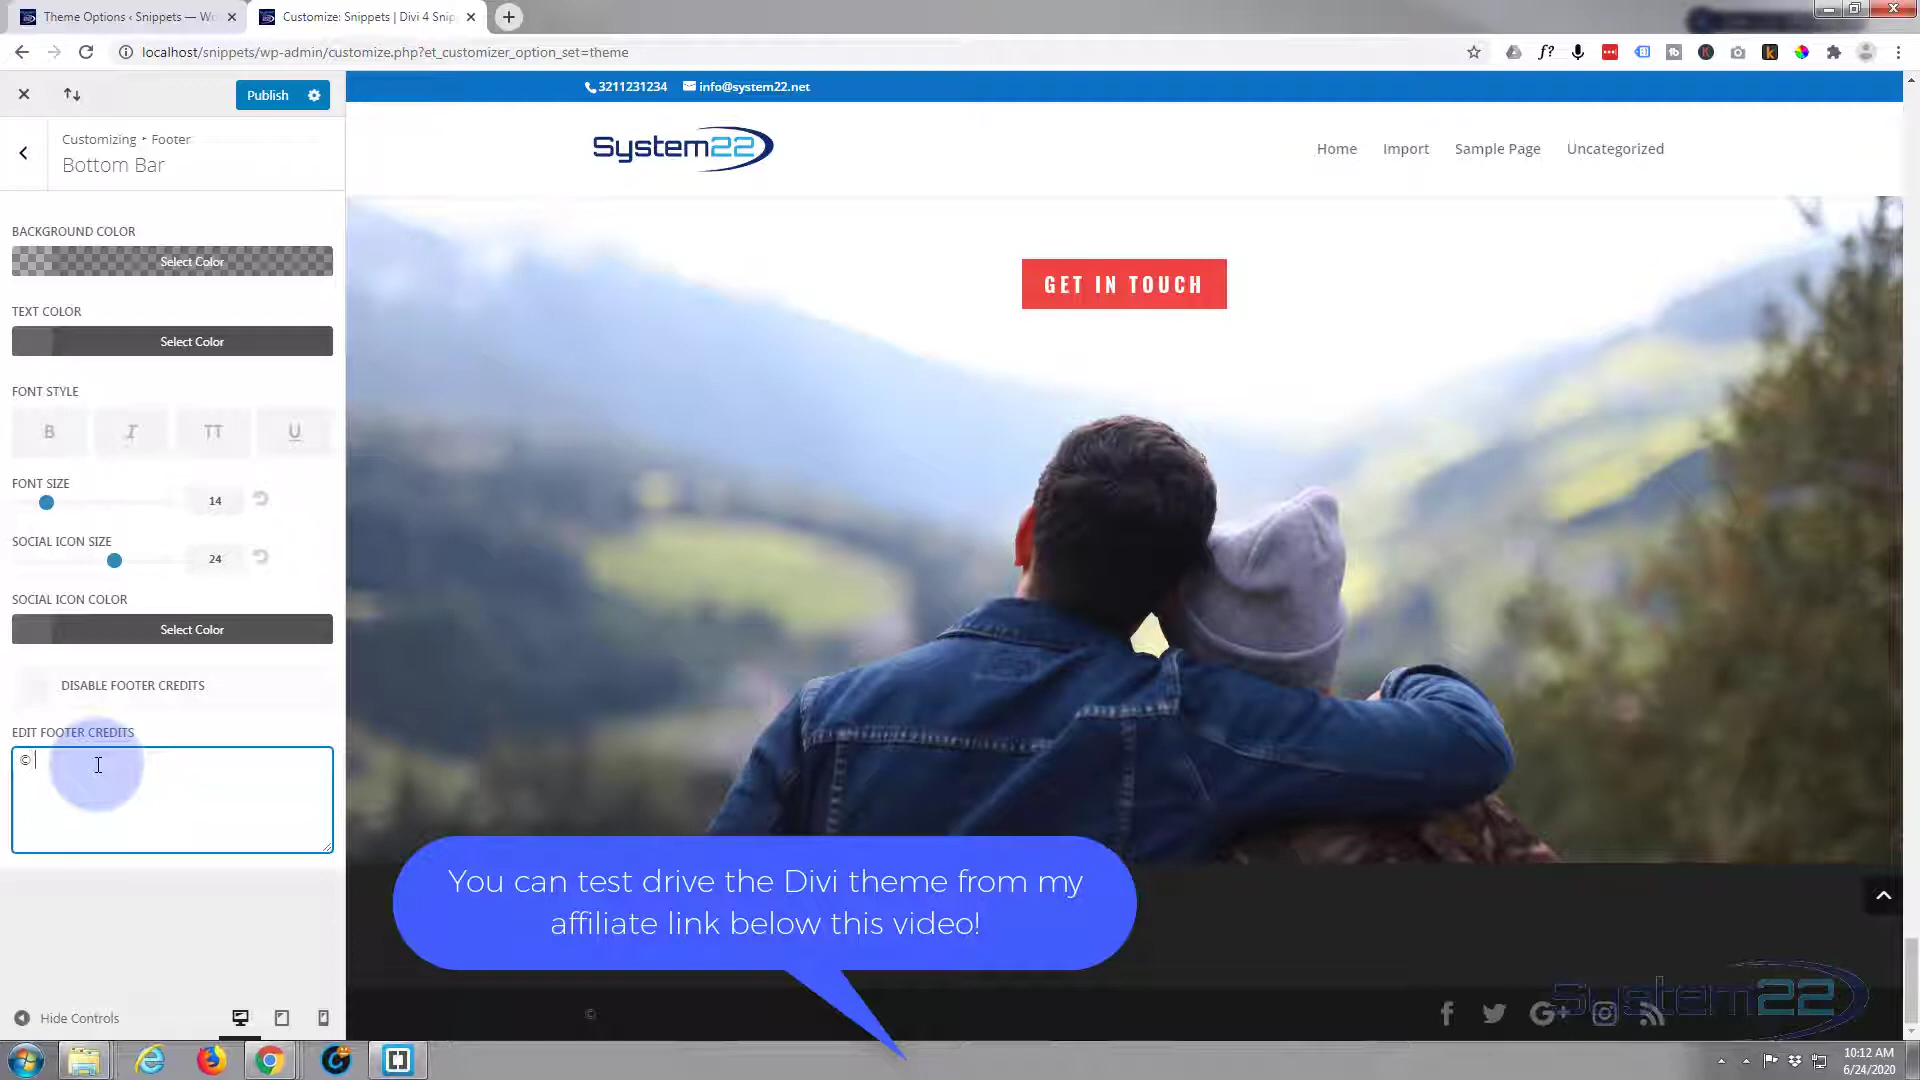 Theme Options ‹ Snippets — Wo
Customize: Snippets | Divi 4 Snip
localhost/snippets/wp-admin/customize.php?et_customizer_option_set=theme
Publish
Customizing ‣ Footer
Bottom Bar
BACKGROUND COLOR
Select Color
TEXT COLOR
Select Color
FONT STYLE
B I TT U
FONT SIZE
14
SOCIAL ICON SIZE
24
SOCIAL ICON COLOR
Select Color
DISABLE FOOTER CREDITS
EDIT FOOTER CREDITS
©
Hide Controls
3211231234 info@system22.net
System22
Home Import Sample Page Uncategorized
GET IN TOUCH
You can test drive the Divi theme from my
affiliate link below this video!
©
System22
10:12 AM
6/24/2020